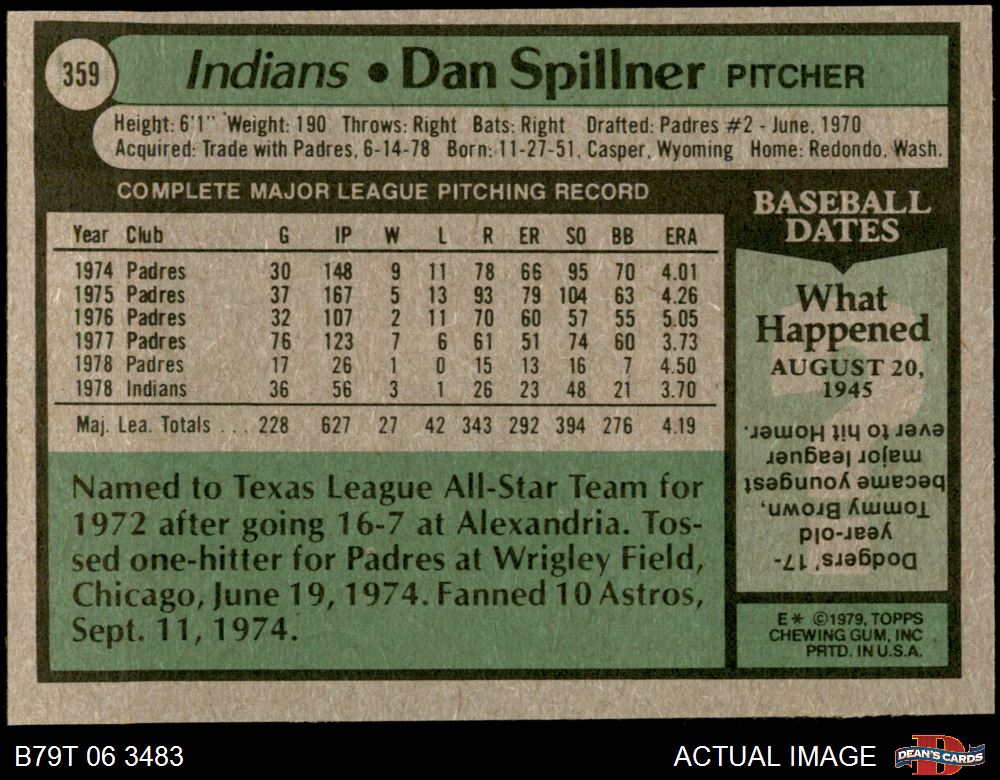 359
Indians • Dan Spillner PITCHER
Height: 6'1" Weight: 190 Throws: Right Bats: Right Drafted: Padres #2 - June, 1970
Acquired: Trade with Padres, 6-14-78 Born: 11-27-51, Casper, Wyoming Home: Redondo, Wash.
COMPLETE MAJOR LEAGUE PITCHING RECORD
Year Club G IP W L R ER SO BB ERA
1974 Padres 30 148 9 11 78 66 95 70 4.01
1975 Padres 37 167 5 13 93 79 104 63 4.26
1976 Padres 32 107 2 11 70 60 57 55 5.05
1977 Padres 76 123 7 6 61 51 74 60 3.73
1978 Padres 17 26 1 0 15 13 16 7 4.50
1978 Indians 36 56 3 1 26 23 48 21 3.70
Maj. Lea. Totals . . . 228 627 27 42 343 292 394 276 4.19
Named to Texas League All-Star Team for
1972 after going 16-7 at Alexandria. Tos-
sed one-hitter for Padres at Wrigley Field,
Chicago, June 19, 1974. Fanned 10 Astros,
Sept. 11, 1974.
BASEBALL
DATES
What
Happened
AUGUST 20,
1945
Dodgers' 17-
year-old
Tommy Brown,
became youngest
major leaguer
ever to hit Homer.
E* ©1979, TOPPS
CHEWING GUM, INC
PRTD. IN U.S.A.
B79T 06 3483
ACTUAL IMAGE
D
DEAN'S CARDS